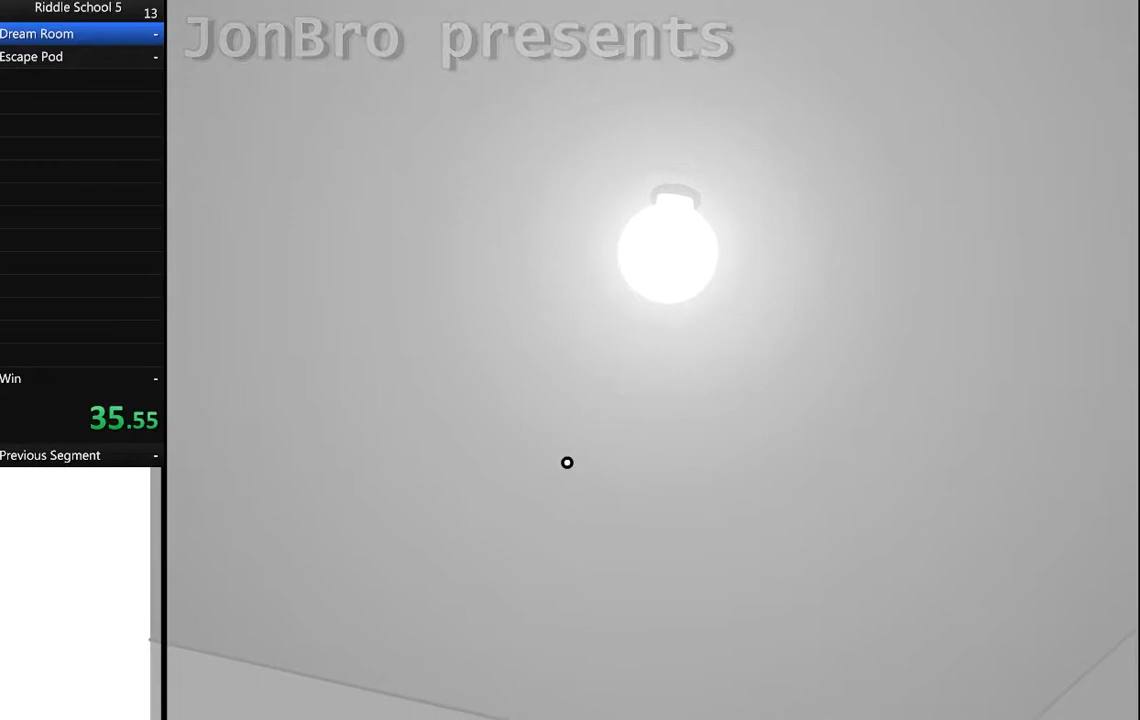 Riddle School 5
13
Dream Room -
Escape Pod -
Win -
35.55
Previous Segment -
JonBro presents